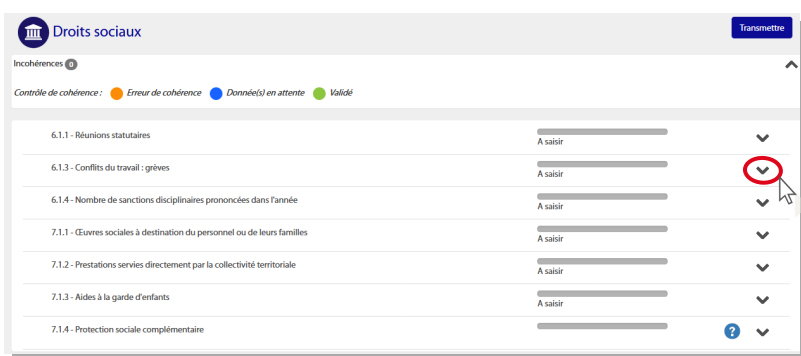 Droits sociaux
Transmettre
Incohérences 0
Contrôle de cohérence : Erreur de cohérence Donnée(s) en attente Validé
6.1.1 - Réunions statutaires
A saisir
6.1.3 - Conflits du travail : grèves
A saisir
6.1.4 - Nombre de sanctions disciplinaires prononcées dans l'année
A saisir
7.1.1 - Œuvres sociales à destination du personnel ou de leurs familles
A saisir
7.1.2 - Prestations servies directement par la collectivité territoriale
A saisir
7.1.3 - Aides à la garde d'enfants
A saisir
7.1.4 - Protection sociale complémentaire
?